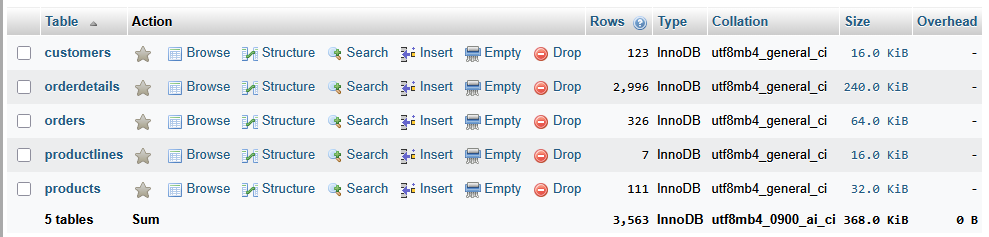 Table Action Rows Type Collation Size Overhead
customers Browse Structure Search Insert Empty Drop 123 InnoDB utf8mb4_general_ci 16.0 KiB -
orderdetails Browse Structure Search Insert Empty Drop 2,996 InnoDB utf8mb4_general_ci 240.0 KiB -
orders Browse Structure Search Insert Empty Drop 326 InnoDB utf8mb4_general_ci 64.0 KiB -
productlines Browse Structure Search Insert Empty Drop 7 InnoDB utf8mb4_general_ci 16.0 KiB -
products Browse Structure Search Insert Empty Drop 111 InnoDB utf8mb4_general_ci 32.0 KiB -
5 tables Sum 3,563 InnoDB utf8mb4_0900_ai_ci 368.0 KiB 0 B